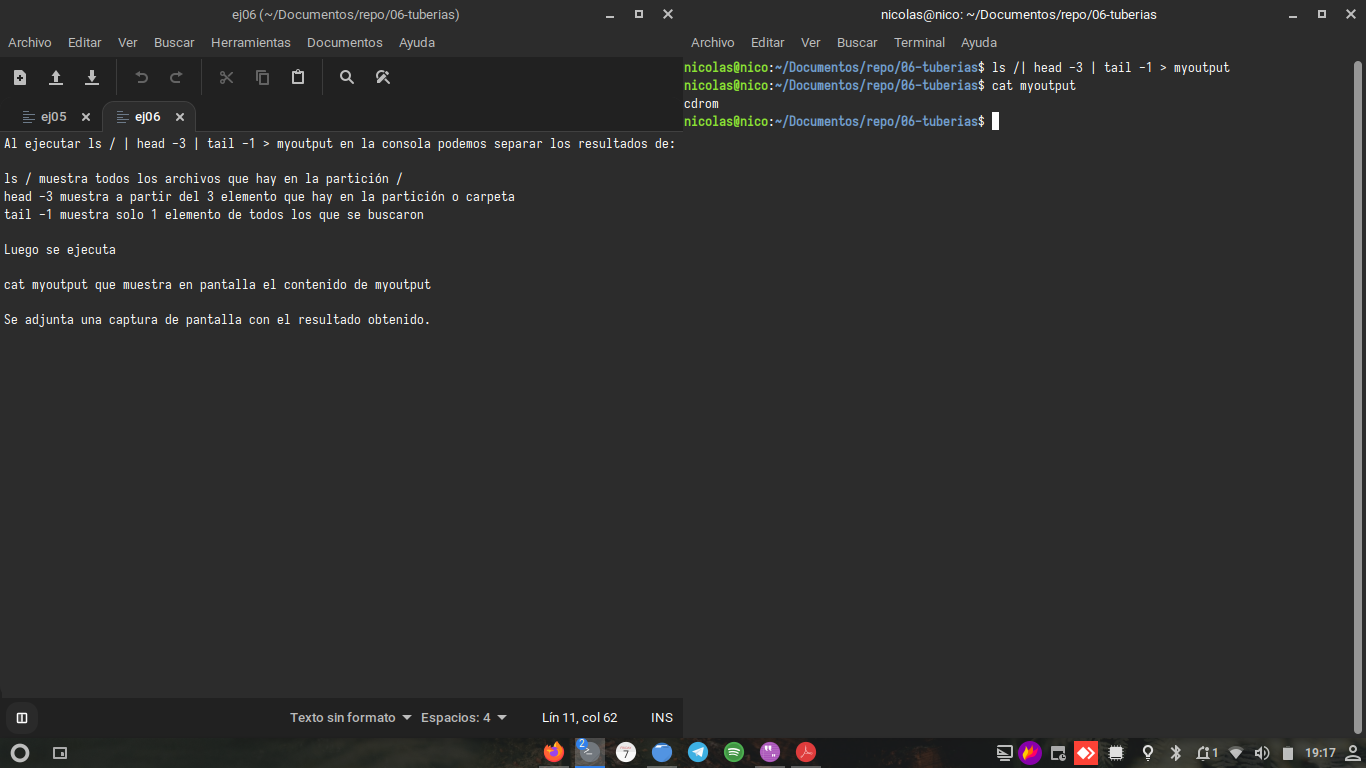 ej06 (~/Documentos/repo/06-tuberias)
Archivo Editar Ver Buscar Herramientas Documentos Ayuda
ej05
ej06
Al ejecutar ls / | head -3 | tail -1 > myoutput en la consola podemos separar los resultados de:
ls / muestra todos los archivos que hay en la partición /
head -3 muestra a partir del 3 elemento que hay en la partición o carpeta
tail -1 muestra solo 1 elemento de todos los que se buscaron
Luego se ejecuta
cat myoutput que muestra en pantalla el contenido de myoutput
Se adjunta una captura de pantalla con el resultado obtenido.
Texto sin formato Espacios: 4 Lín 11, col 62 INS
nicolas@nico: ~/Documentos/repo/06-tuberias
Archivo Editar Ver Buscar Terminal Ayuda
nicolas@nico:~/Documentos/repo/06-tuberias$ ls /| head -3 | tail -1 > myoutput
nicolas@nico:~/Documentos/repo/06-tuberias$ cat myoutput
cdrom
nicolas@nico:~/Documentos/repo/06-tuberias$
2
7
1
19:17